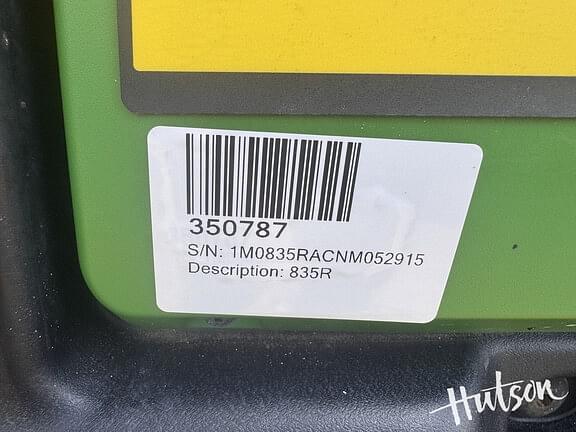 350787
S/N: 1M0835RACNM052915
Description: 835R
Hutson